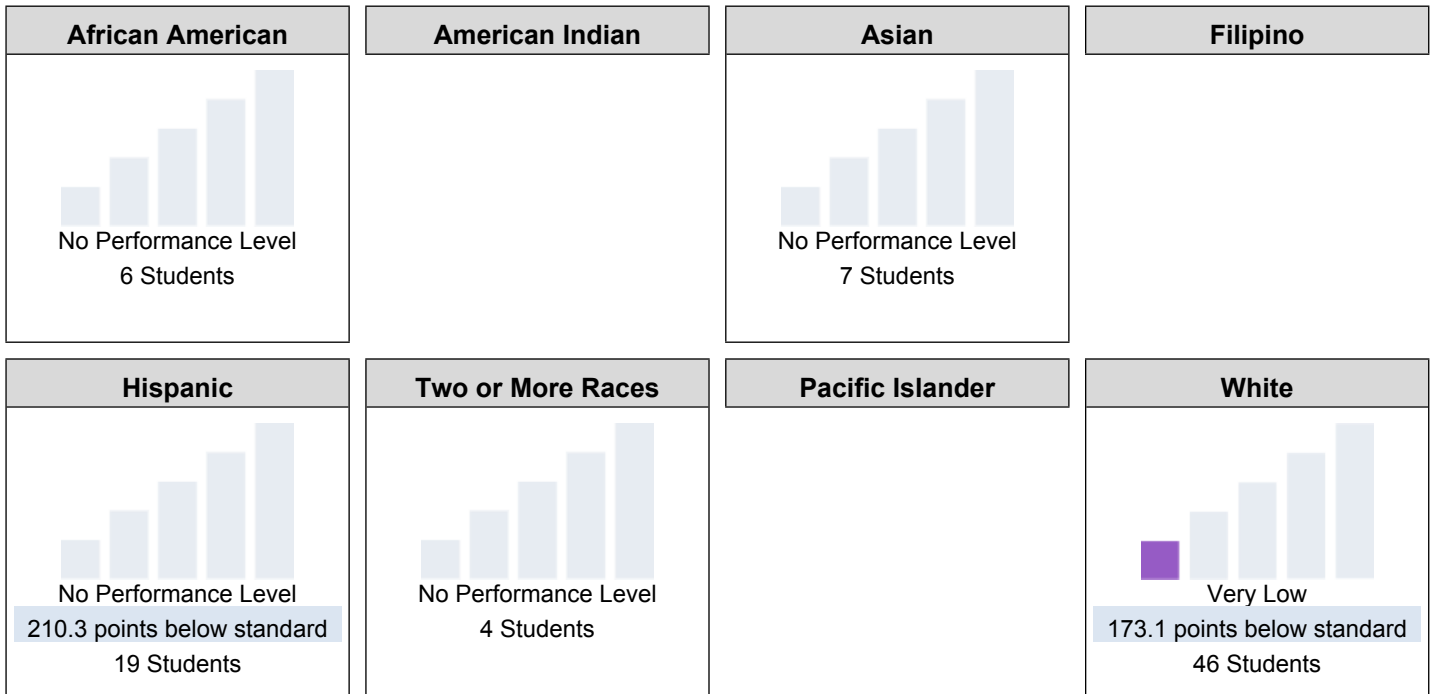 African American
No Performance Level
6 Students
American Indian
Asian
No Performance Level
7 Students
Filipino
Hispanic
No Performance Level
210.3 points below standard
19 Students
Two or More Races
No Performance Level
4 Students
Pacific Islander
White
Very Low
173.1 points below standard
46 Students